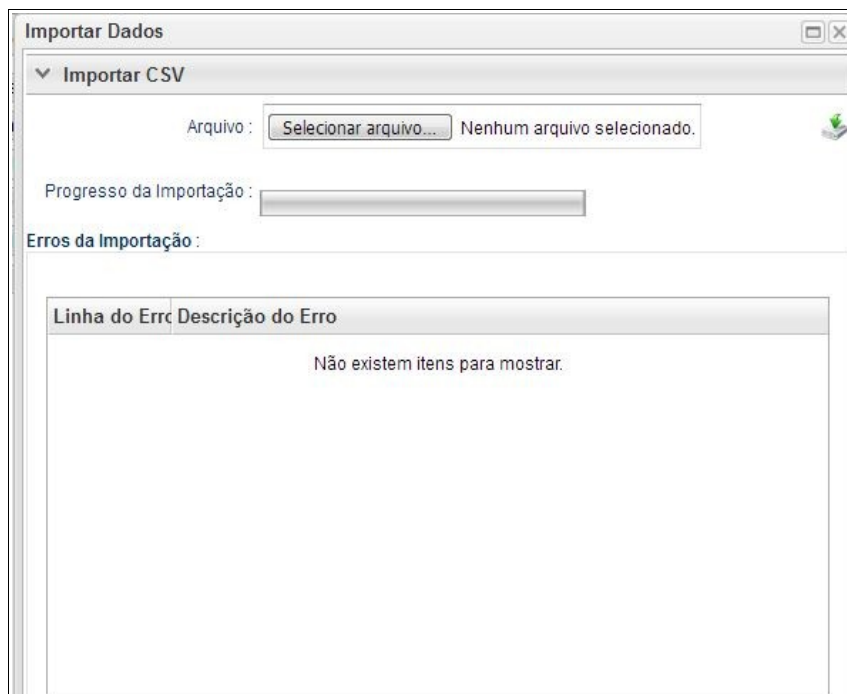 Importar Dados
Importar CSV
Arquivo : Selecionar arquivo... Nenhum arquivo selecionado.
Progresso da Importação :
Erros da Importação :
Linha do Erro Descrição do Erro
Não existem itens para mostrar.